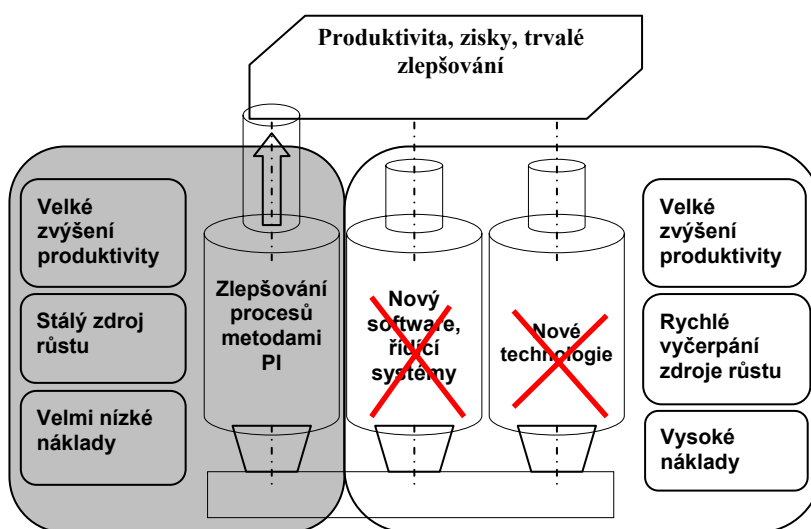 Produktivita, zisky, trvalé
zlepšování
Velké
zvýšení
produktivity
Stálý zdroj
růstu
Velmi nízké
náklady
Zlepšování
procesů
metodami
PI
Nový
software,
řídící
systémy
Nové
technologie
Velké
zvýšení
produktivity
Rychlé
vyčerpání
zdroje růstu
Vysoké
náklady